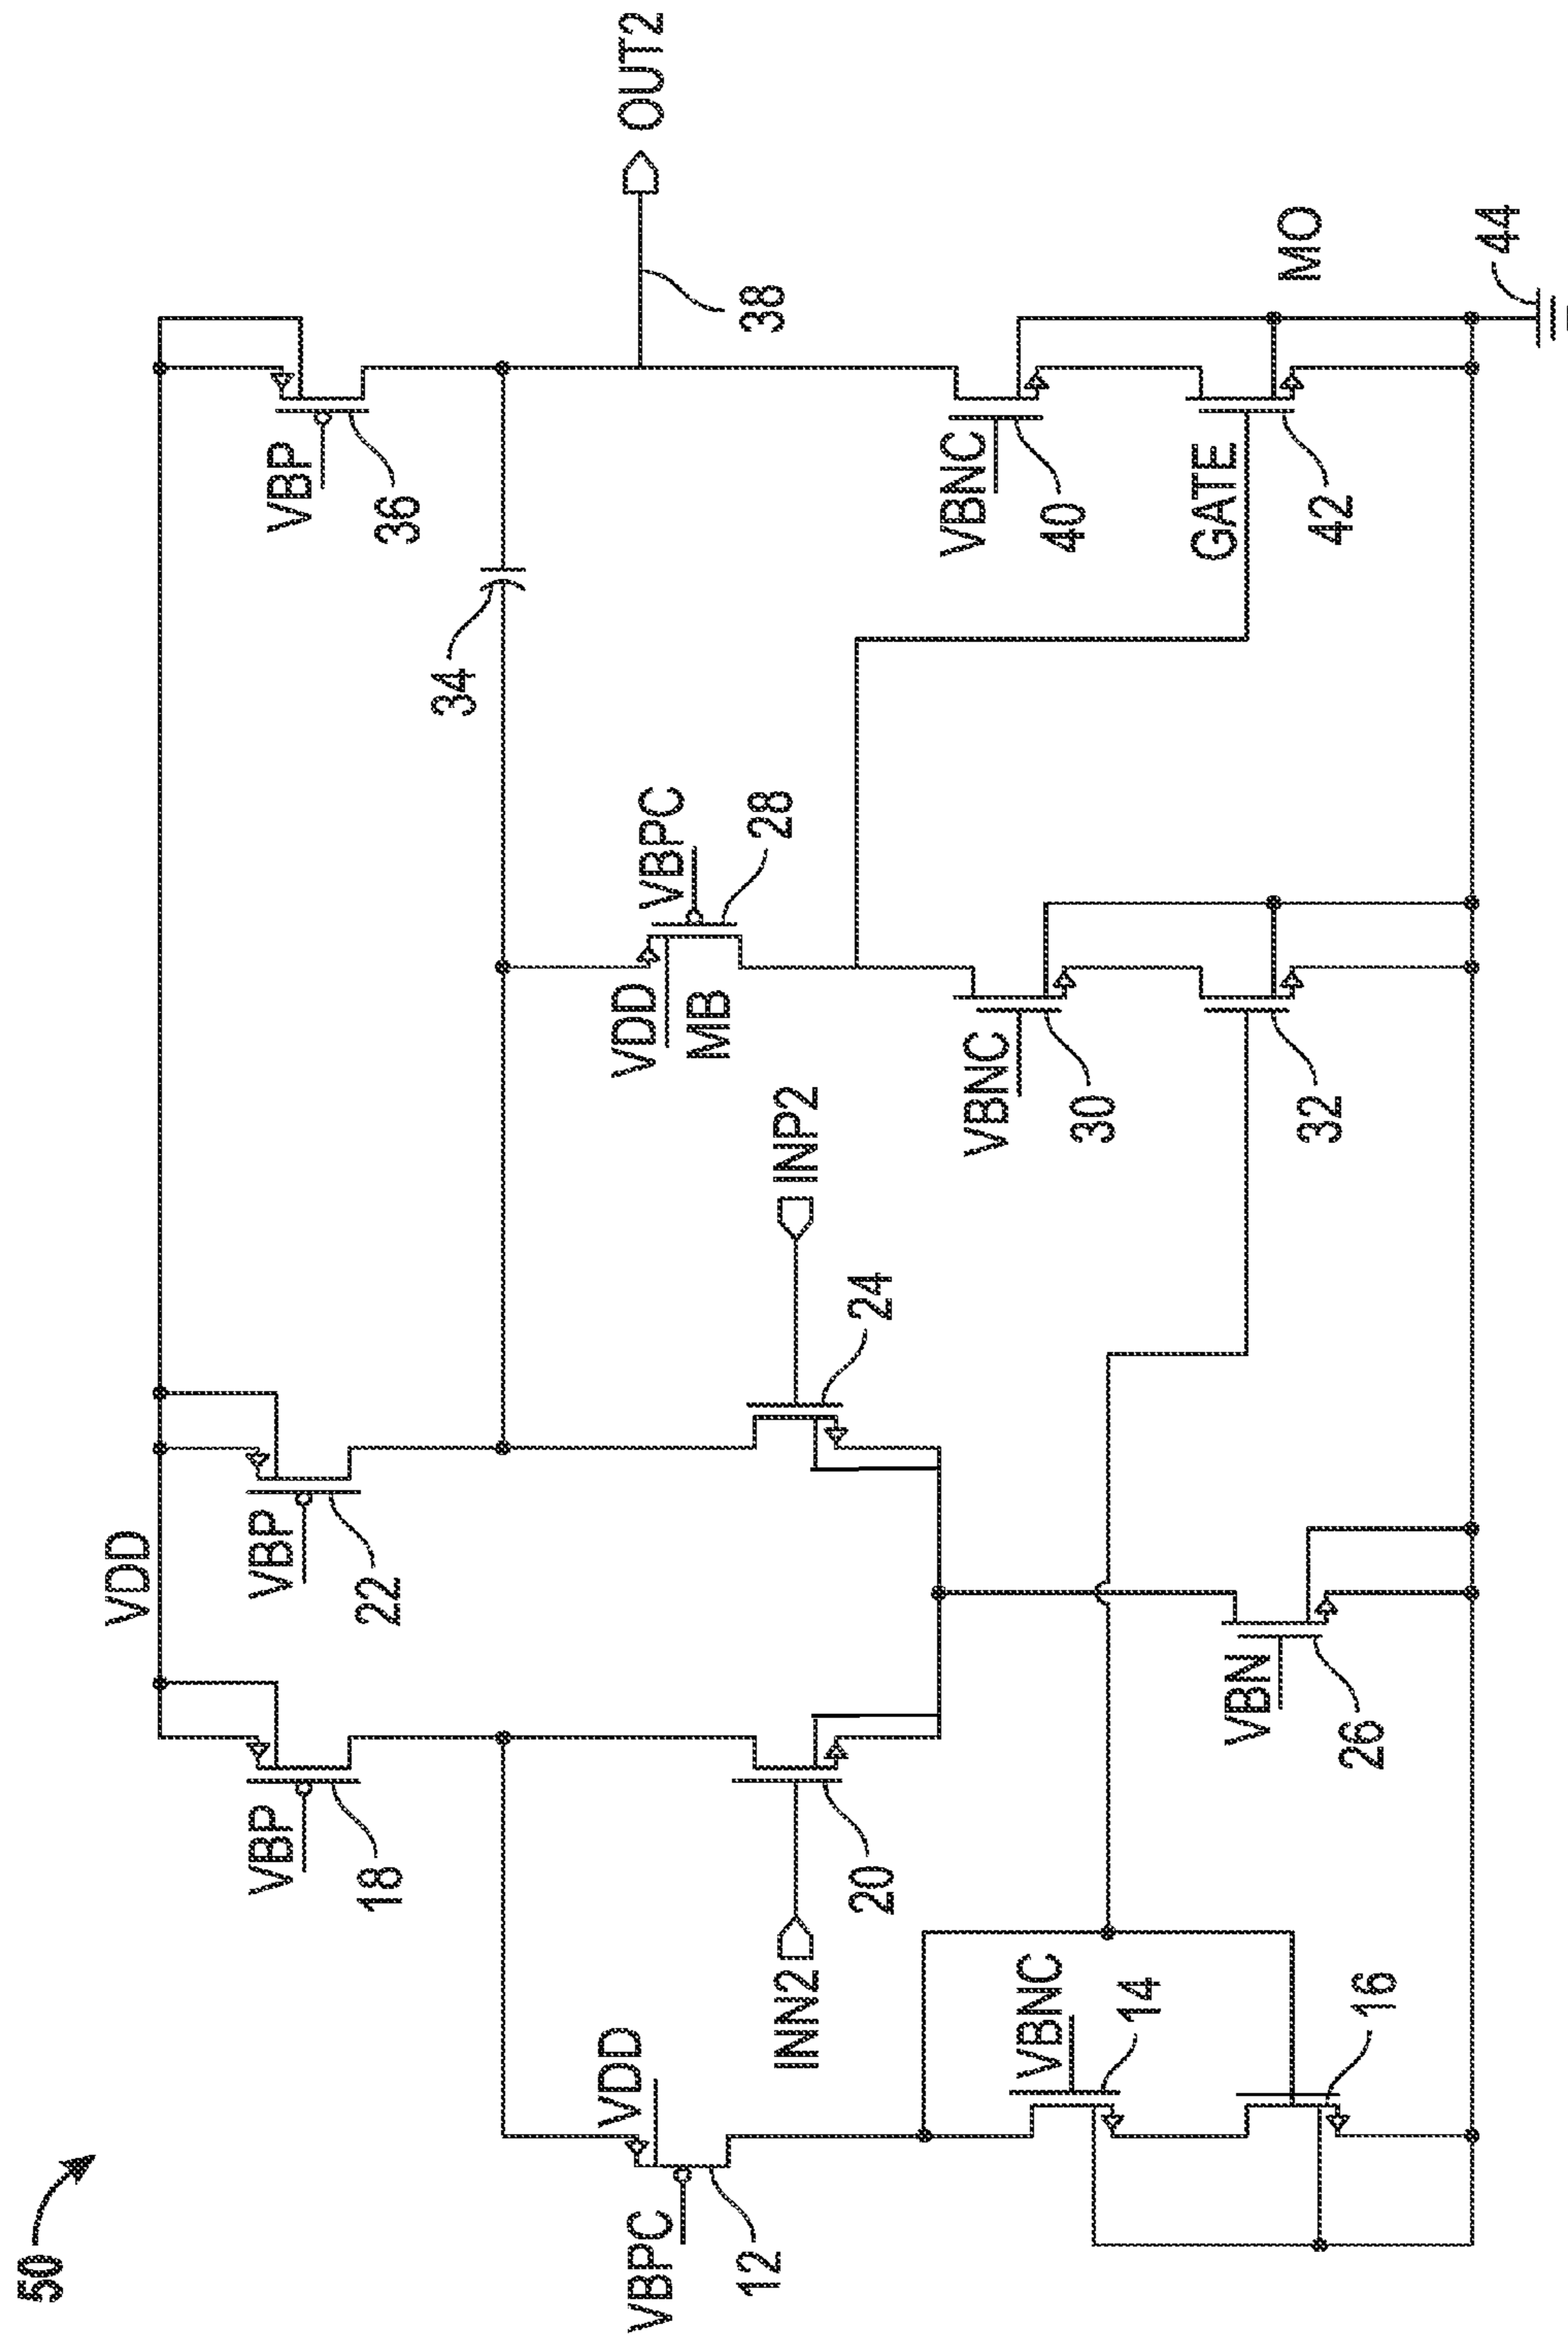 50
VDD
VBP
18
VBP
22
VBP
36
34
OUT2
38
VBPC
12
VDD
INN2
20
24
INP2
VDD
MB
VBPC
28
VBNC
14
16
VBN
26
VBNC
30
32
VBNC
40
GATE
42
MO
44